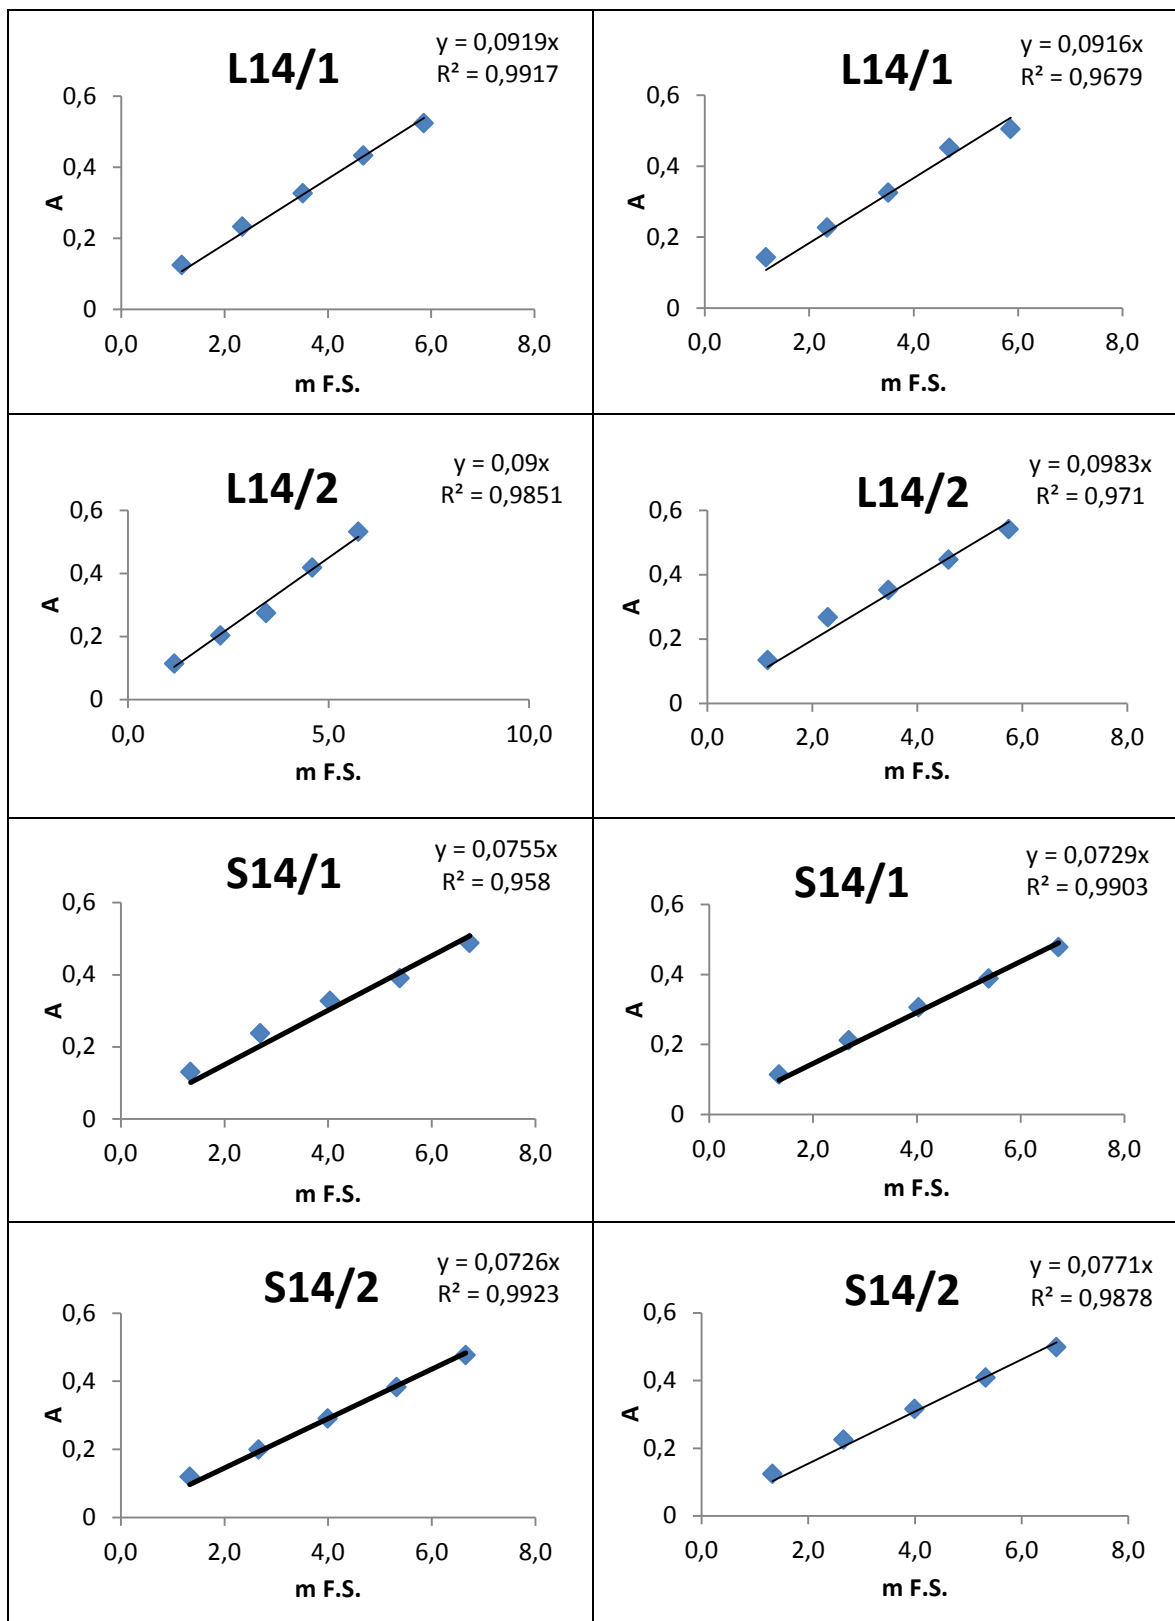 L14/1
y = 0,0919x
R² = 0,9917
0,6
0,4
0,2
0
A
0,0 2,0 4,0 6,0 8,0
m F.S.
L14/1
y = 0,0916x
R² = 0,9679
0,6
0,4
0,2
0
A
0,0 2,0 4,0 6,0 8,0
m F.S.
L14/2
y = 0,09x
R² = 0,9851
0,6
0,4
0,2
0
A
0,0 5,0 10,0
m F.S.
L14/2
y = 0,0983x
R² = 0,971
0,6
0,4
0,2
0
A
0,0 2,0 4,0 6,0 8,0
m F.S.
S14/1
y = 0,0755x
R² = 0,958
0,6
0,4
0,2
0
A
0,0 2,0 4,0 6,0 8,0
m F.S.
S14/1
y = 0,0729x
R² = 0,9903
0,6
0,4
0,2
0
A
0,0 2,0 4,0 6,0 8,0
m F.S.
S14/2
y = 0,0726x
R² = 0,9923
0,6
0,4
0,2
0
A
0,0 2,0 4,0 6,0 8,0
m F.S.
S14/2
y = 0,0771x
R² = 0,9878
0,6
0,4
0,2
0
A
0,0 2,0 4,0 6,0 8,0
m F.S.